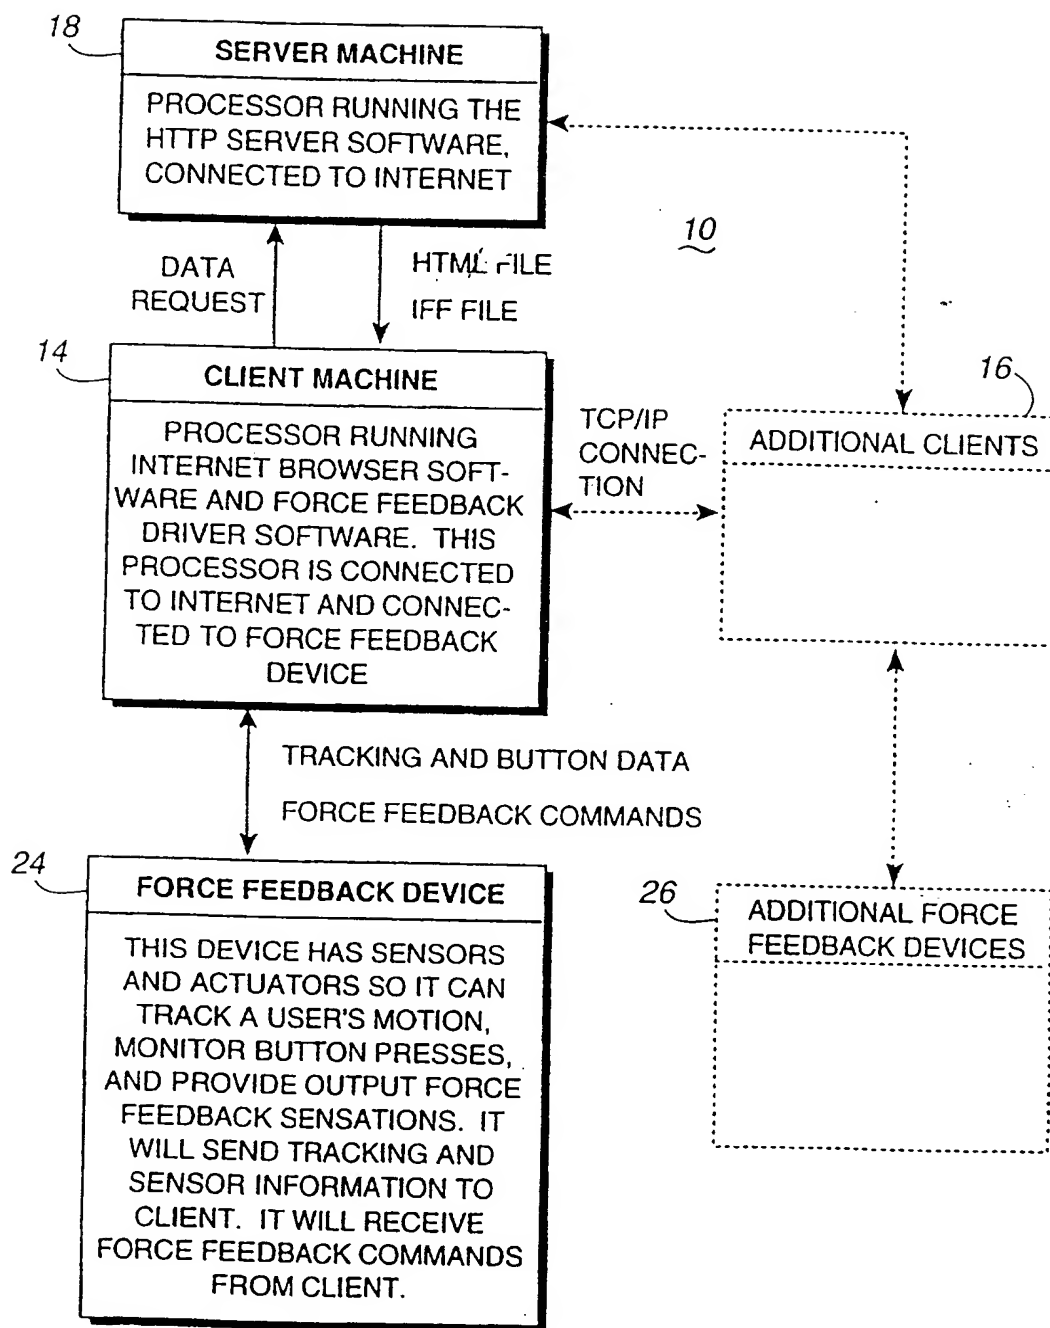 18
SERVER MACHINE
PROCESSOR RUNNING THE
HTTP SERVER SOFTWARE,
CONNECTED TO INTERNET
10
DATA
REQUEST
HTML FILE
IFF FILE
14
CLIENT MACHINE
PROCESSOR RUNNING
INTERNET BROWSER SOFT-
WARE AND FORCE FEEDBACK
DRIVER SOFTWARE. THIS
PROCESSOR IS CONNECTED
TO INTERNET AND CONNEC-
TED TO FORCE FEEDBACK
DEVICE
TCP/IP
CONNEC-
TION
16
ADDITIONAL CLIENTS
TRACKING AND BUTTON DATA
FORCE FEEDBACK COMMANDS
24
FORCE FEEDBACK DEVICE
THIS DEVICE HAS SENSORS
AND ACTUATORS SO IT CAN
TRACK A USER'S MOTION,
MONITOR BUTTON PRESSES,
AND PROVIDE OUTPUT FORCE
FEEDBACK SENSATIONS. IT
WILL SEND TRACKING AND
SENSOR INFORMATION TO
CLIENT. IT WILL RECEIVE
FORCE FEEDBACK COMMANDS
FROM CLIENT.
26
ADDITIONAL FORCE
FEEDBACK DEVICES